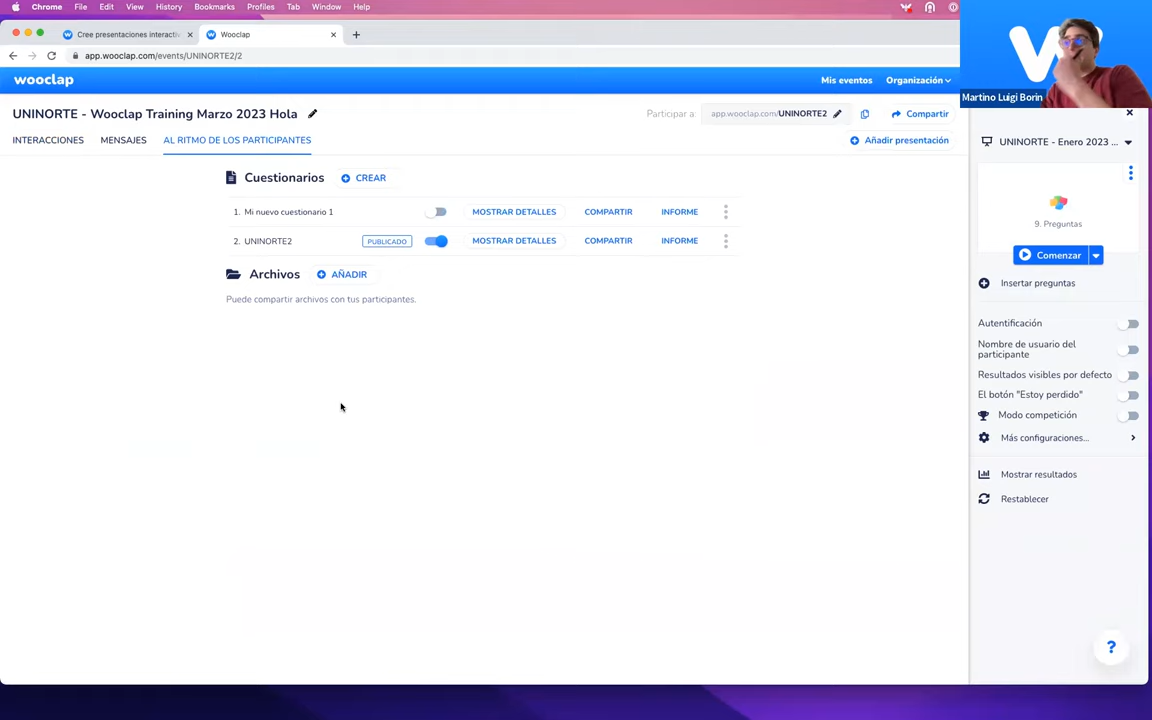 Chrome File Edit View History Bookmarks Profiles Tab Window Help
Cree presentaciones interacti
Wooclap
app.wooclap.com/events/UNINORTE2/2
wooclap
Mis eventos
Organización
Martino Luigi Borin
UNINORTE - Wooclap Training Marzo 2023 Hola
Participar a:
app.wooclap.com/UNINORTE2
Compartir
INTERACCIONES
MENSAJES
AL RITMO DE LOS PARTICIPANTES
Añadir presentación
UNINORTE - Enero 2023 ...
Cuestionarios
CREAR
1. Mi nuevo cuestionario 1
MOSTRAR DETALLES
COMPARTIR
INFORME
2. UNINORTE2
PUBLICADO
MOSTRAR DETALLES
COMPARTIR
INFORME
Archivos
AÑADIR
Puede compartir archivos con tus participantes.
9. Preguntas
Comenzar
Insertar preguntas
Autentificación
Nombre de usuario del
participante
Resultados visibles por defecto
El botón "Estoy perdido"
Modo competición
Más configuraciones...
Mostrar resultados
Restablecer
?